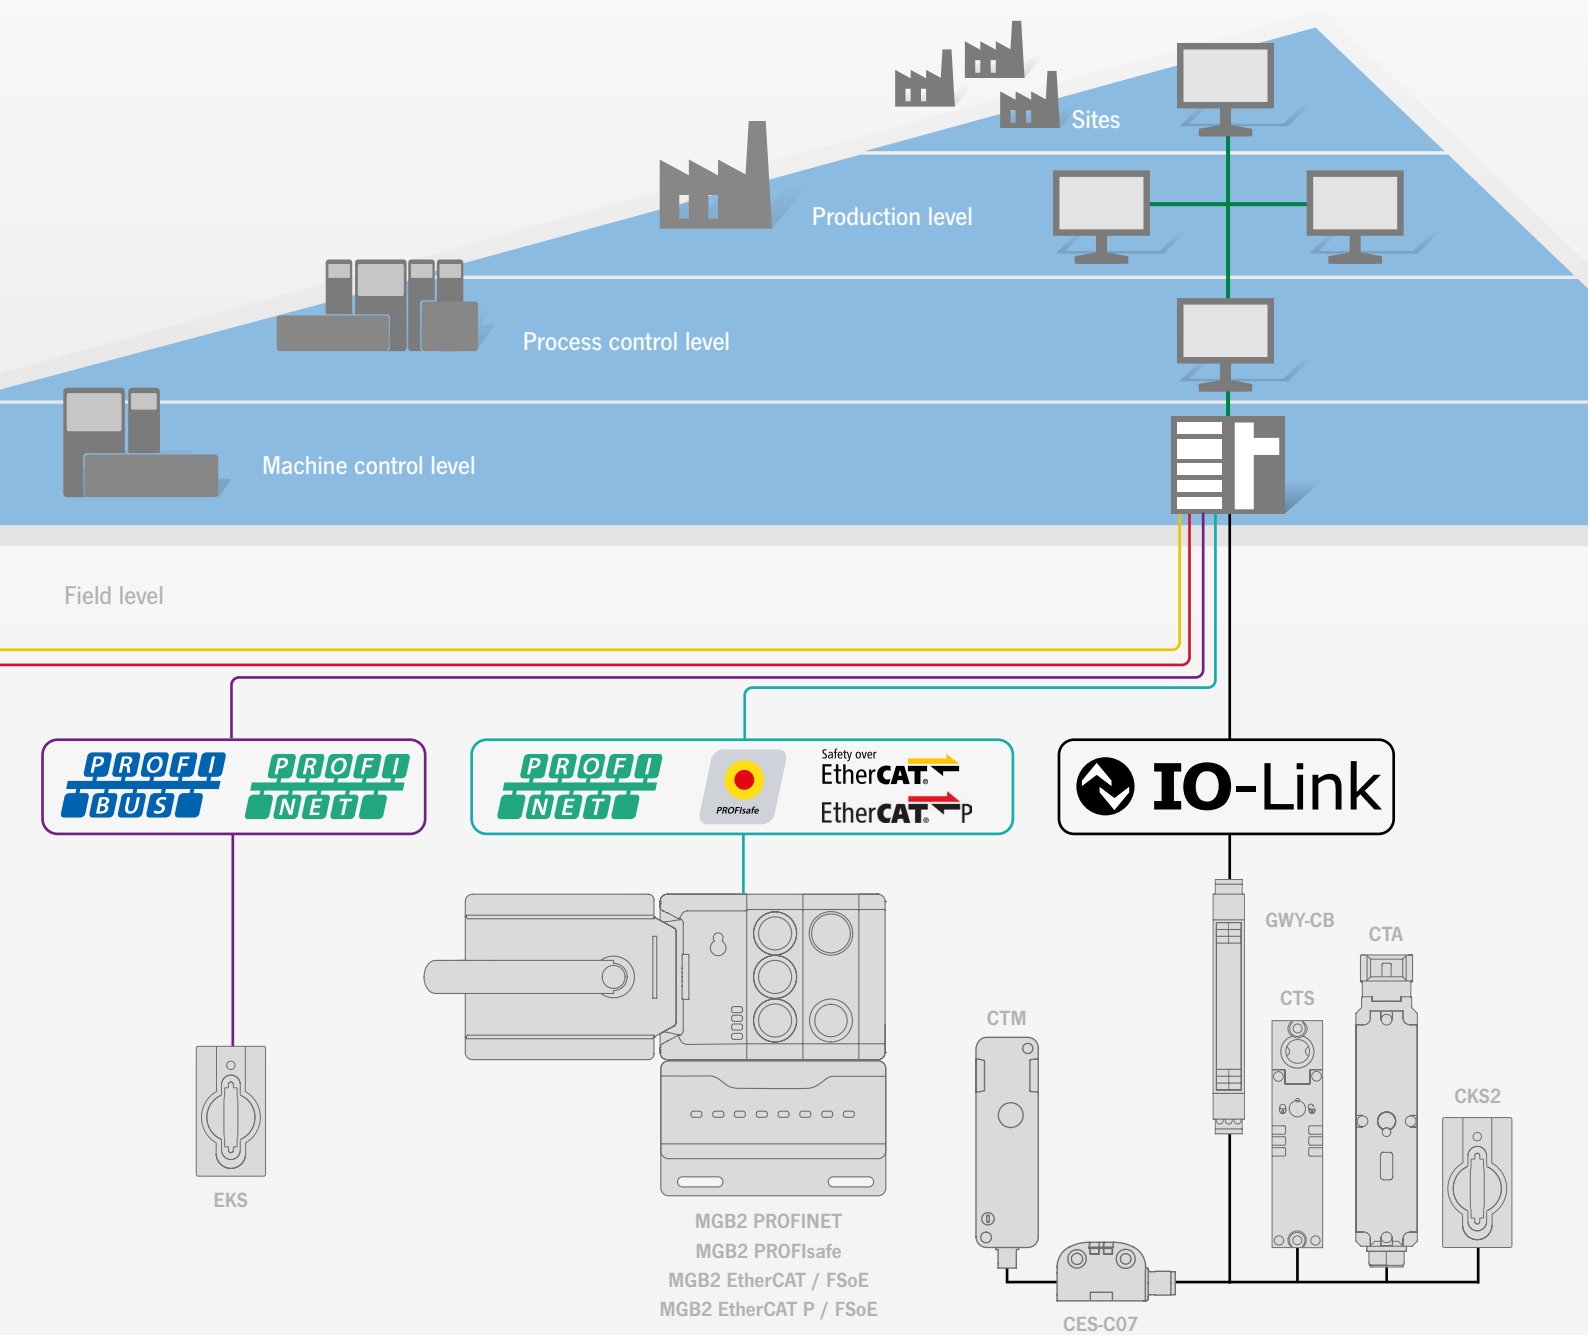 Sites
Production level
Process control level
Machine control level
Field level
PROFI
BUS
PROFI
NET
PROFI
NET
PROFIsafe
Safety over
EtherCAT®
EtherCAT® P
IO-Link
GWY-CB
CTA
CTS
CTM
CKS2
EKS
MGB2 PROFINET
MGB2 PROFIsafe
MGB2 EtherCAT / FSoE
MGB2 EtherCAT P / FSoE
CES-C07